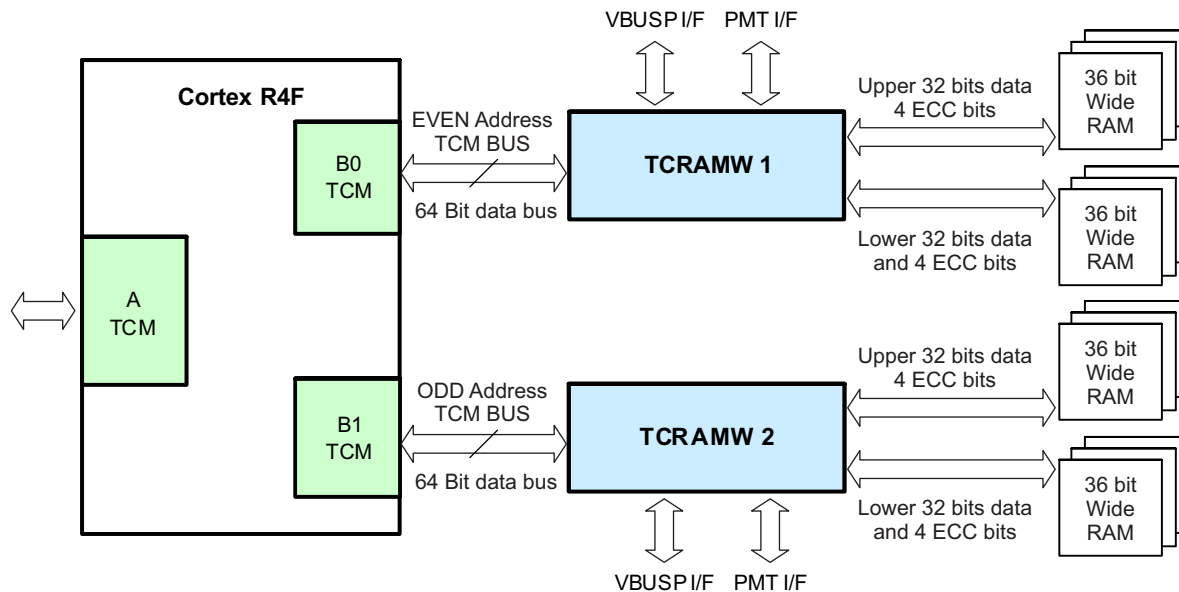 VBUSP I/F
PMT I/F
Cortex R4F
B0
TCM
EVEN Address
TCM BUS
64 Bit data bus
TCRAMW 1
Upper 32 bits data
4 ECC bits
36 bit
Wide
RAM
Lower 32 bits data
and 4 ECC bits
36 bit
Wide
RAM
A
TCM
B1
TCM
ODD Address
TCM BUS
64 Bit data bus
TCRAMW 2
Upper 32 bits data
4 ECC bits
36 bit
Wide
RAM
Lower 32 bits data
and 4 ECC bits
36 bit
Wide
RAM
VBUSP I/F
PMT I/F